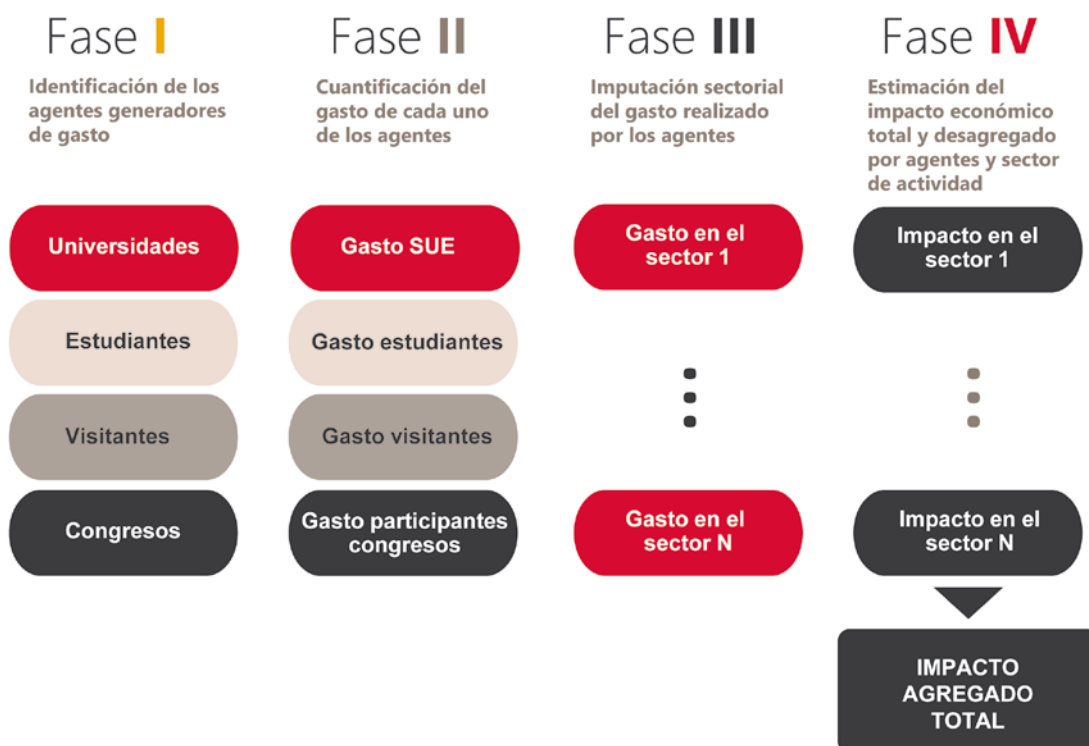 Fase I
Identificación de los
agentes generadores
de gasto
Universidades
Estudiantes
Visitantes
Congresos
Fase II
Cuantificación del
gasto de cada uno
de los agentes
Gasto SUE
Gasto estudiantes
Gasto visitantes
Gasto participantes
congresos
Fase III
Imputación sectorial
del gasto realizado
por los agentes
Gasto en el
sector 1
Gasto en el
sector N
Fase IV
Estimación del
impacto económico
total y desagregado
por agentes y sector
de actividad
Impacto en el
sector 1
Impacto en el
sector N
IMPACTO
AGREGADO
TOTAL